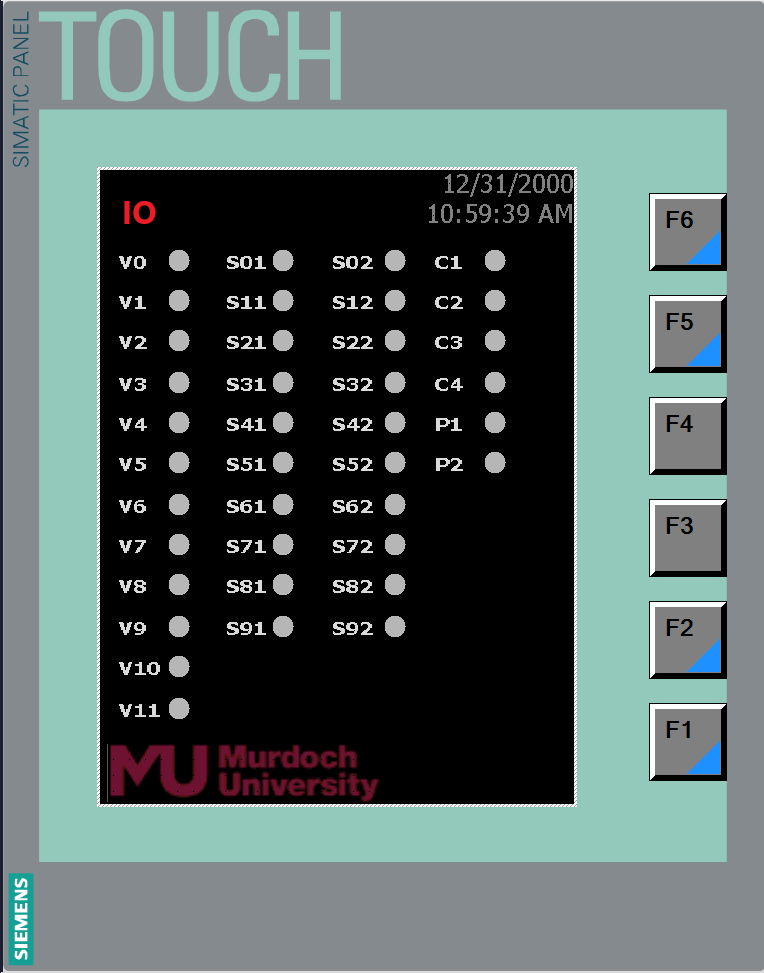 SIMATIC PANEL
TOUCH
12/31/2000
IO
10:59:39 AM
V0 S01 S02 C1
V1 S11 S12 C2
V2 S21 S22 C3
V3 S31 S32 C4
V4 S41 S42 P1
V5 S51 S52 P2
V6 S61 S62
V7 S71 S72
V8 S81 S82
V9 S91 S92
V10
V11
MU Murdoch
University
F6
F5
F4
F3
F2
F1
SIEMENS